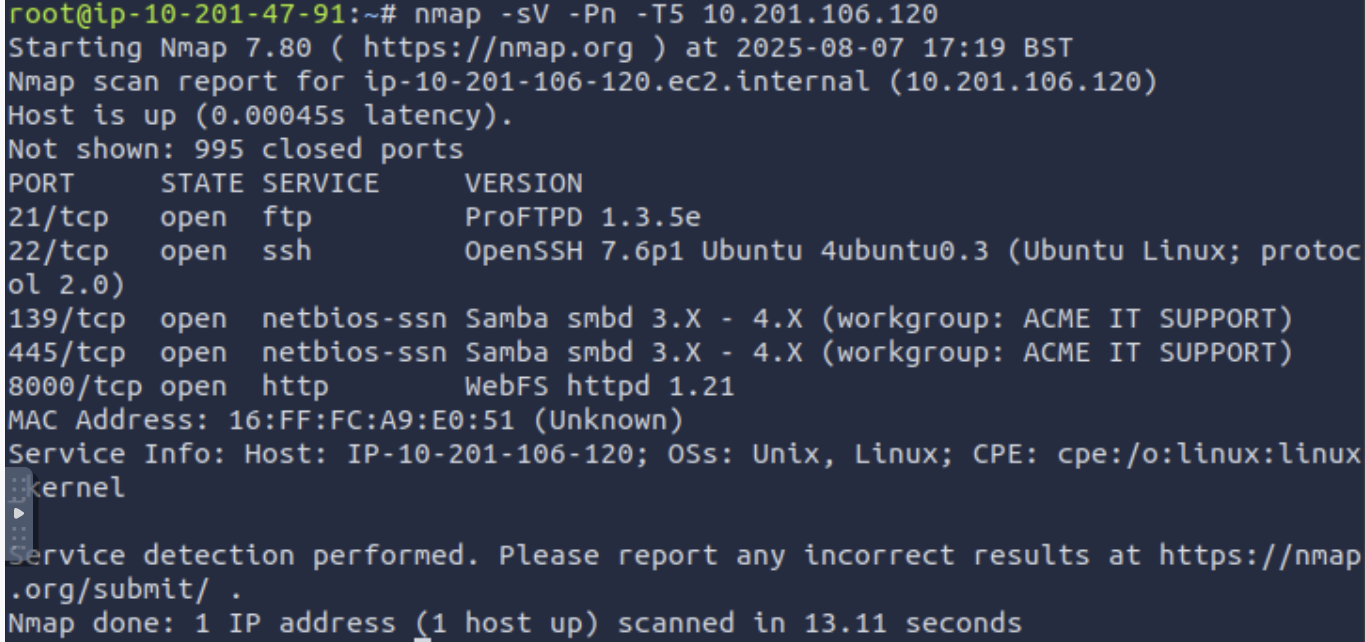 root@ip-10-201-47-91:~# nmap -sV -Pn -T5 10.201.106.120
Starting Nmap 7.80 ( https://nmap.org ) at 2025-08-07 17:19 BST
Nmap scan report for ip-10-201-106-120.ec2.internal (10.201.106.120)
Host is up (0.00045s latency).
Not shown: 995 closed ports
PORT     STATE SERVICE     VERSION
21/tcp   open  ftp         ProFTPD 1.3.5e
22/tcp   open  ssh         OpenSSH 7.6p1 Ubuntu 4ubuntu0.3 (Ubuntu Linux; protoc
ol 2.0)
139/tcp  open  netbios-ssn Samba smbd 3.X - 4.X (workgroup: ACME IT SUPPORT)
445/tcp  open  netbios-ssn Samba smbd 3.X - 4.X (workgroup: ACME IT SUPPORT)
8000/tcp open  http        WebFS httpd 1.21
MAC Address: 16:FF:FC:A9:E0:51 (Unknown)
Service Info: Host: IP-10-201-106-120; OSs: Unix, Linux; CPE: cpe:/o:linux:linux
_kernel
Service detection performed. Please report any incorrect results at https://nmap
.org/submit/ .
Nmap done: 1 IP address (1 host up) scanned in 13.11 seconds